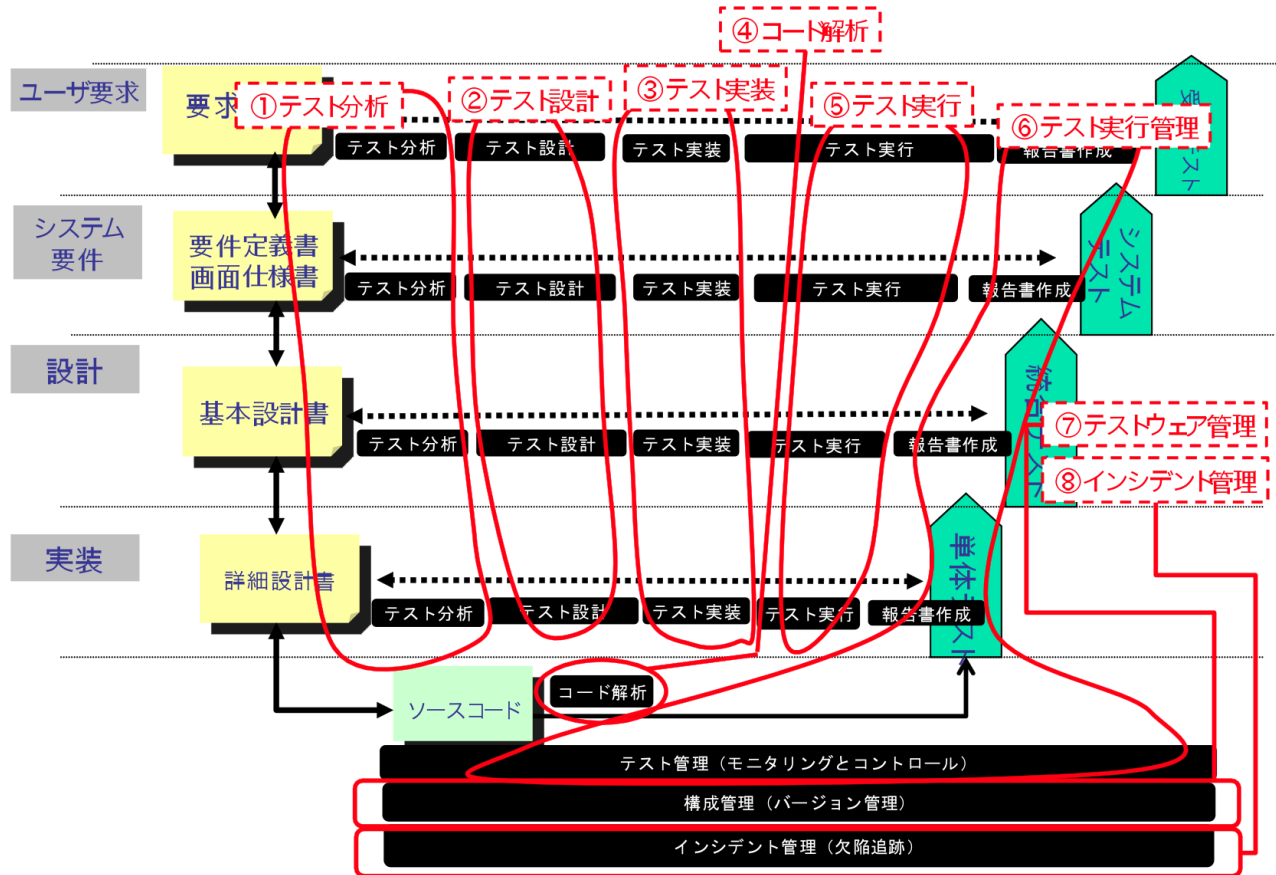 ④コード解析
ユーザ要求
要求
①テスト分析
②テスト設計
③テスト実装
⑤テスト実行
⑥テスト実行管理
受
テスト
テスト分析
テスト設計
テスト実装
テスト実行
報告書作成
システム
要件
要件定義書
画面仕様書
テスト分析
テスト設計
テスト実装
テスト実行
報告書作成
システム
テスト
設計
基本設計書
テスト分析
テスト設計
テスト実装
テスト実行
報告書作成
統合テスト
⑦テストウェア管理
⑧インシデント管理
実装
詳細設計書
テスト分析
テスト設計
テスト実装
テスト実行
報告書作成
単体テスト
ソースコード
コード解析
テスト管理（モニタリングとコントロール）
構成管理（バージョン管理）
インシデント管理（欠陥追跡）